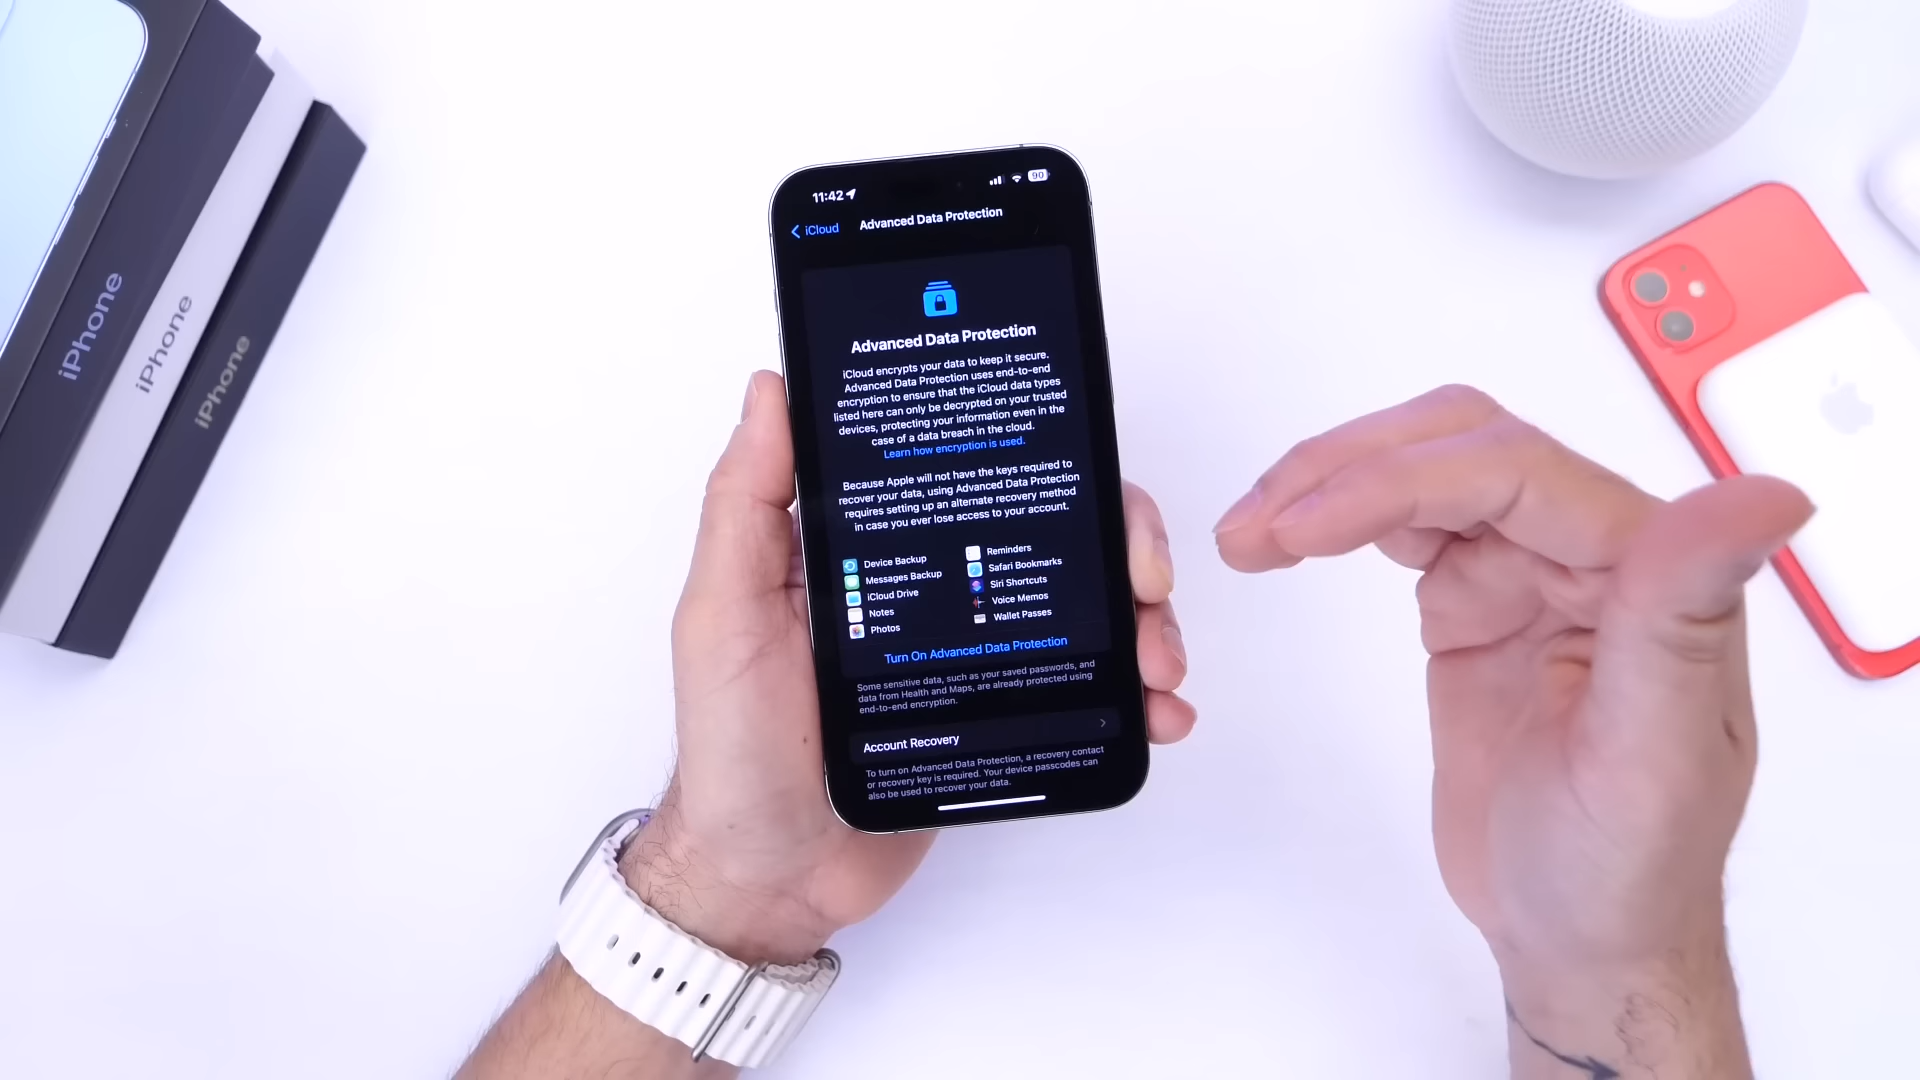 iPhone
iPhone
iPhone
11:42
90
iCloud
Advanced Data Protection
Advanced Data Protection
iCloud encrypts your data to keep it secure.
Advanced Data Protection uses end-to-end
encryption to ensure that the iCloud data types
listed here can only be decrypted on your trusted
devices, protecting your information even in the
case of a data breach in the cloud.
Learn how encryption is used.
Because Apple will not have the keys required to
recover your data, using Advanced Data Protection
requires setting up an alternate recovery method
in case you ever lose access to your account.
Device Backup
Messages Backup
iCloud Drive
Notes
Photos
Reminders
Safari Bookmarks
Siri Shortcuts
Voice Memos
Wallet Passes
Turn On Advanced Data Protection
Some sensitive data, such as your saved passwords, and
data from Health and Maps, are already protected using
end-to-end encryption.
Account Recovery
To turn on Advanced Data Protection, a recovery contact
or recovery key is required. Your device passcodes can
also be used to recover your data.